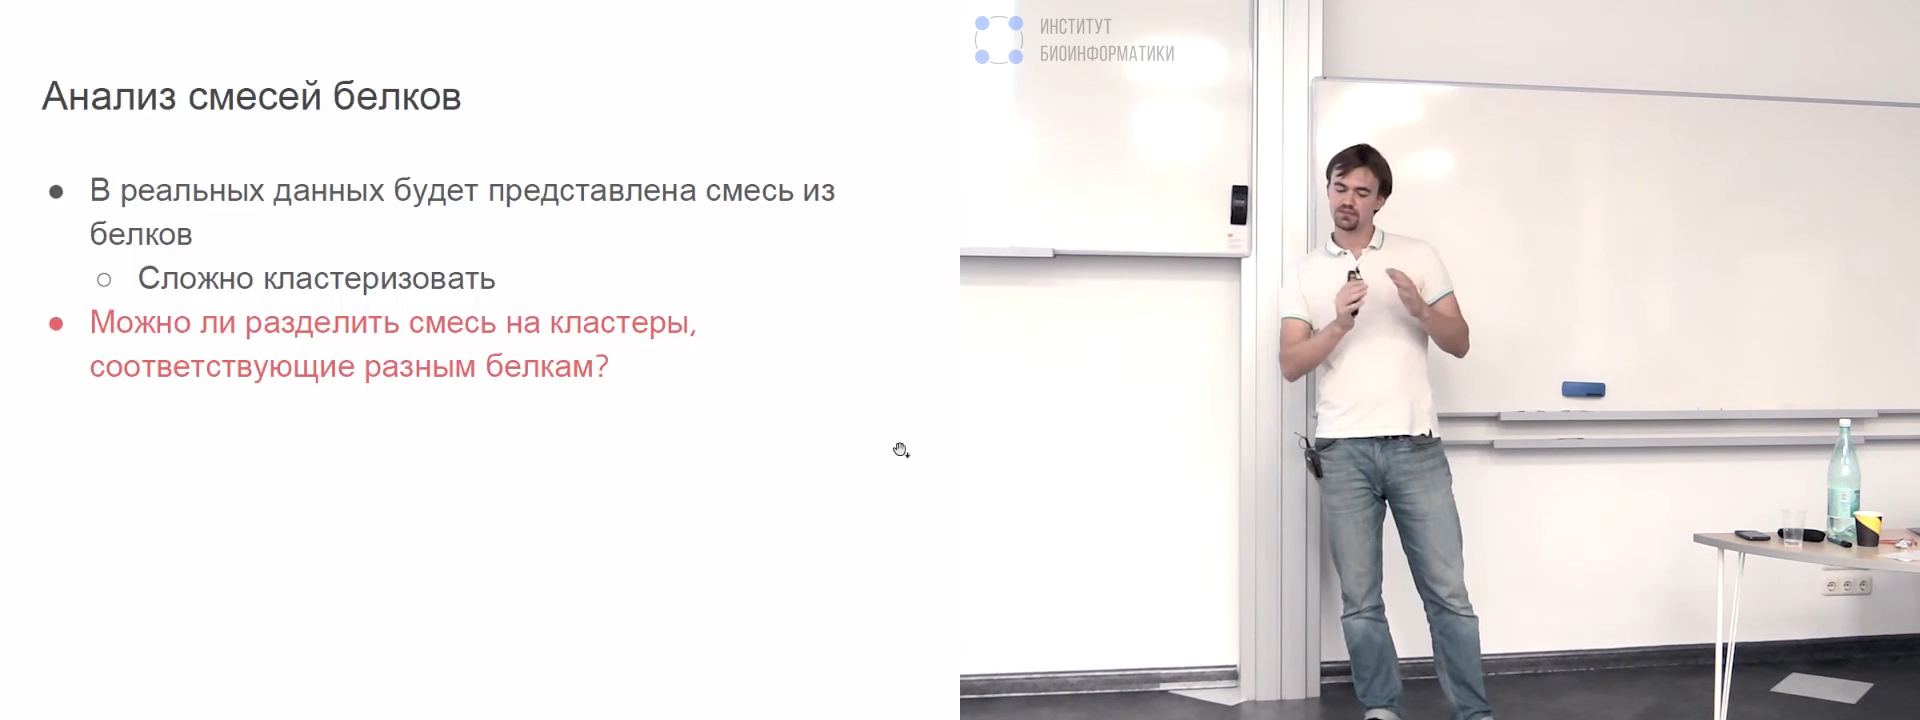 Анализ смесей белков
● В реальных данных будет представлена смесь из
белков
○ Сложно кластеризовать
● Можно ли разделить смесь на кластеры,
соответствующие разным белкам?
ИНСТИТУТ
БИОИНФОРМАТИКИ